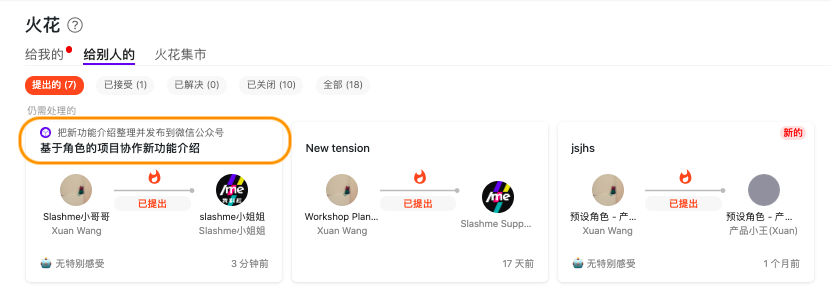 火花 ?
给我的 给别人的 火花集市
提出的 (7) 已接受 (1) 已解决 (0) 已关闭 (10) 全部 (18)
仍需处理的
把新功能介绍整理并发布到微信公众号
基于角色的项目协作新功能介绍
/me
已提出
Slashme小哥哥
Xuan Wang
slashme小姐姐
Slashme小姐姐
无特别感受
3 分钟前
New tension
/me
已提出
Workshop Plan...
Xuan Wang
Slashme Supp...
17 天前
新的
jsjhs
已提出
预设角色 - 产...
Xuan Wang
预设角色 - 产...
产品小王(Xuan)
无特别感受
1 个月前